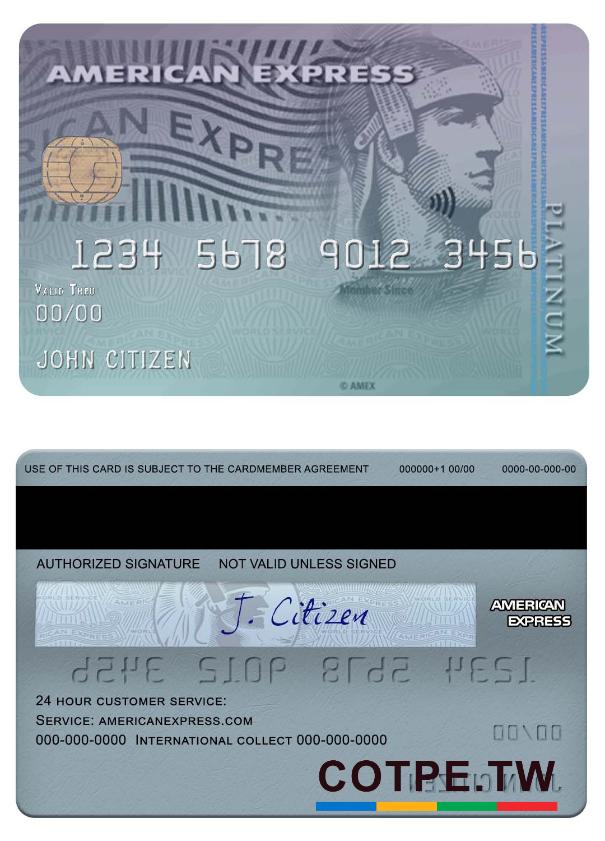 AMERICAN EXPRESS
CAN EXPRES
1234 5678 9012 3456
PLATINUM
Member Since
VALID THRU
00/00
JOHN CITIZEN
© AMEX
USE OF THIS CARD IS SUBJECT TO THE CARDMEMBER AGREEMENT 000000+1 00/00 0000-00-000-00
AUTHORIZED SIGNATURE NOT VALID UNLESS SIGNED
J. Citizen
AMERICAN
EXPRESS
24 HOUR CUSTOMER SERVICE:
SERVICE: AMERICANEXPRESS.COM
000-000-0000 INTERNATIONAL COLLECT 000-000-0000
COTPE.TW